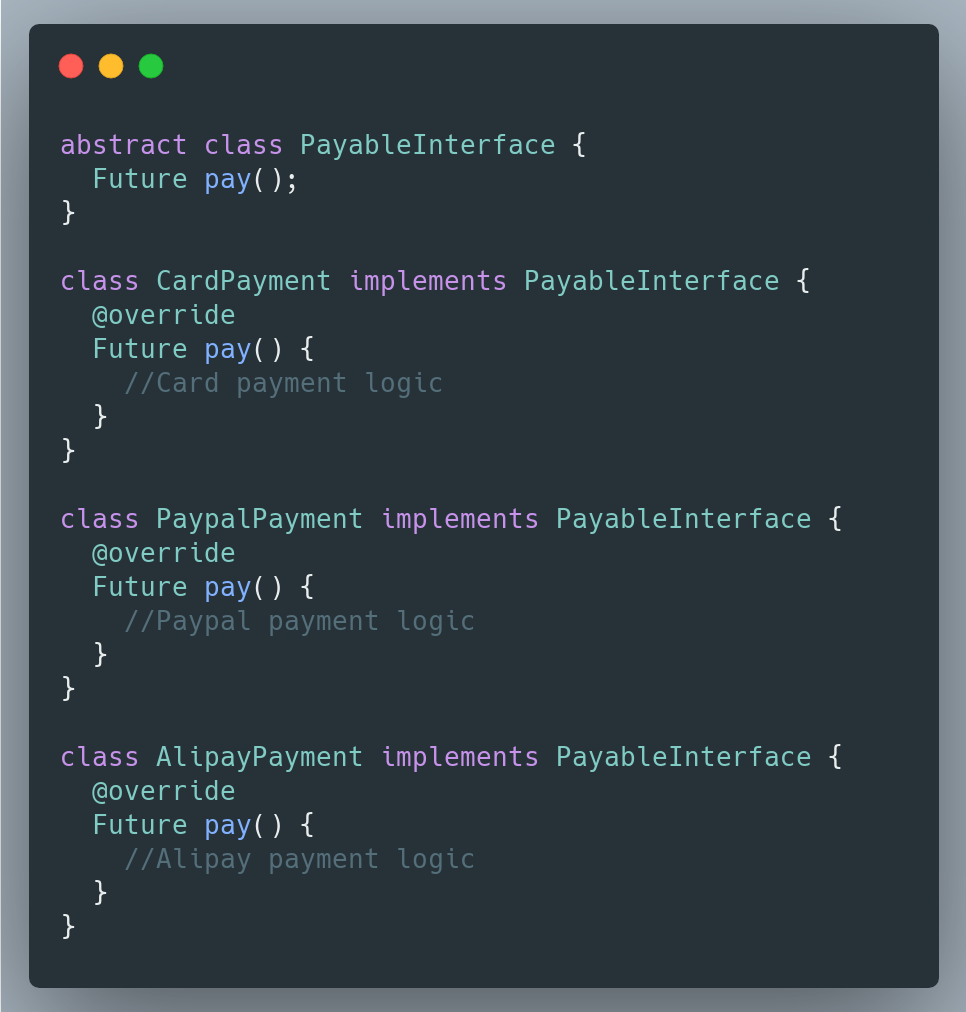 abstract class PayableInterface {
  Future pay();
}

class CardPayment implements PayableInterface {
  @override
  Future pay() {
    //Card payment logic
  }
}

class PaypalPayment implements PayableInterface {
  @override
  Future pay() {
    //Paypal payment logic
  }
}

class AlipayPayment implements PayableInterface {
  @override
  Future pay() {
    //Alipay payment logic
  }
}